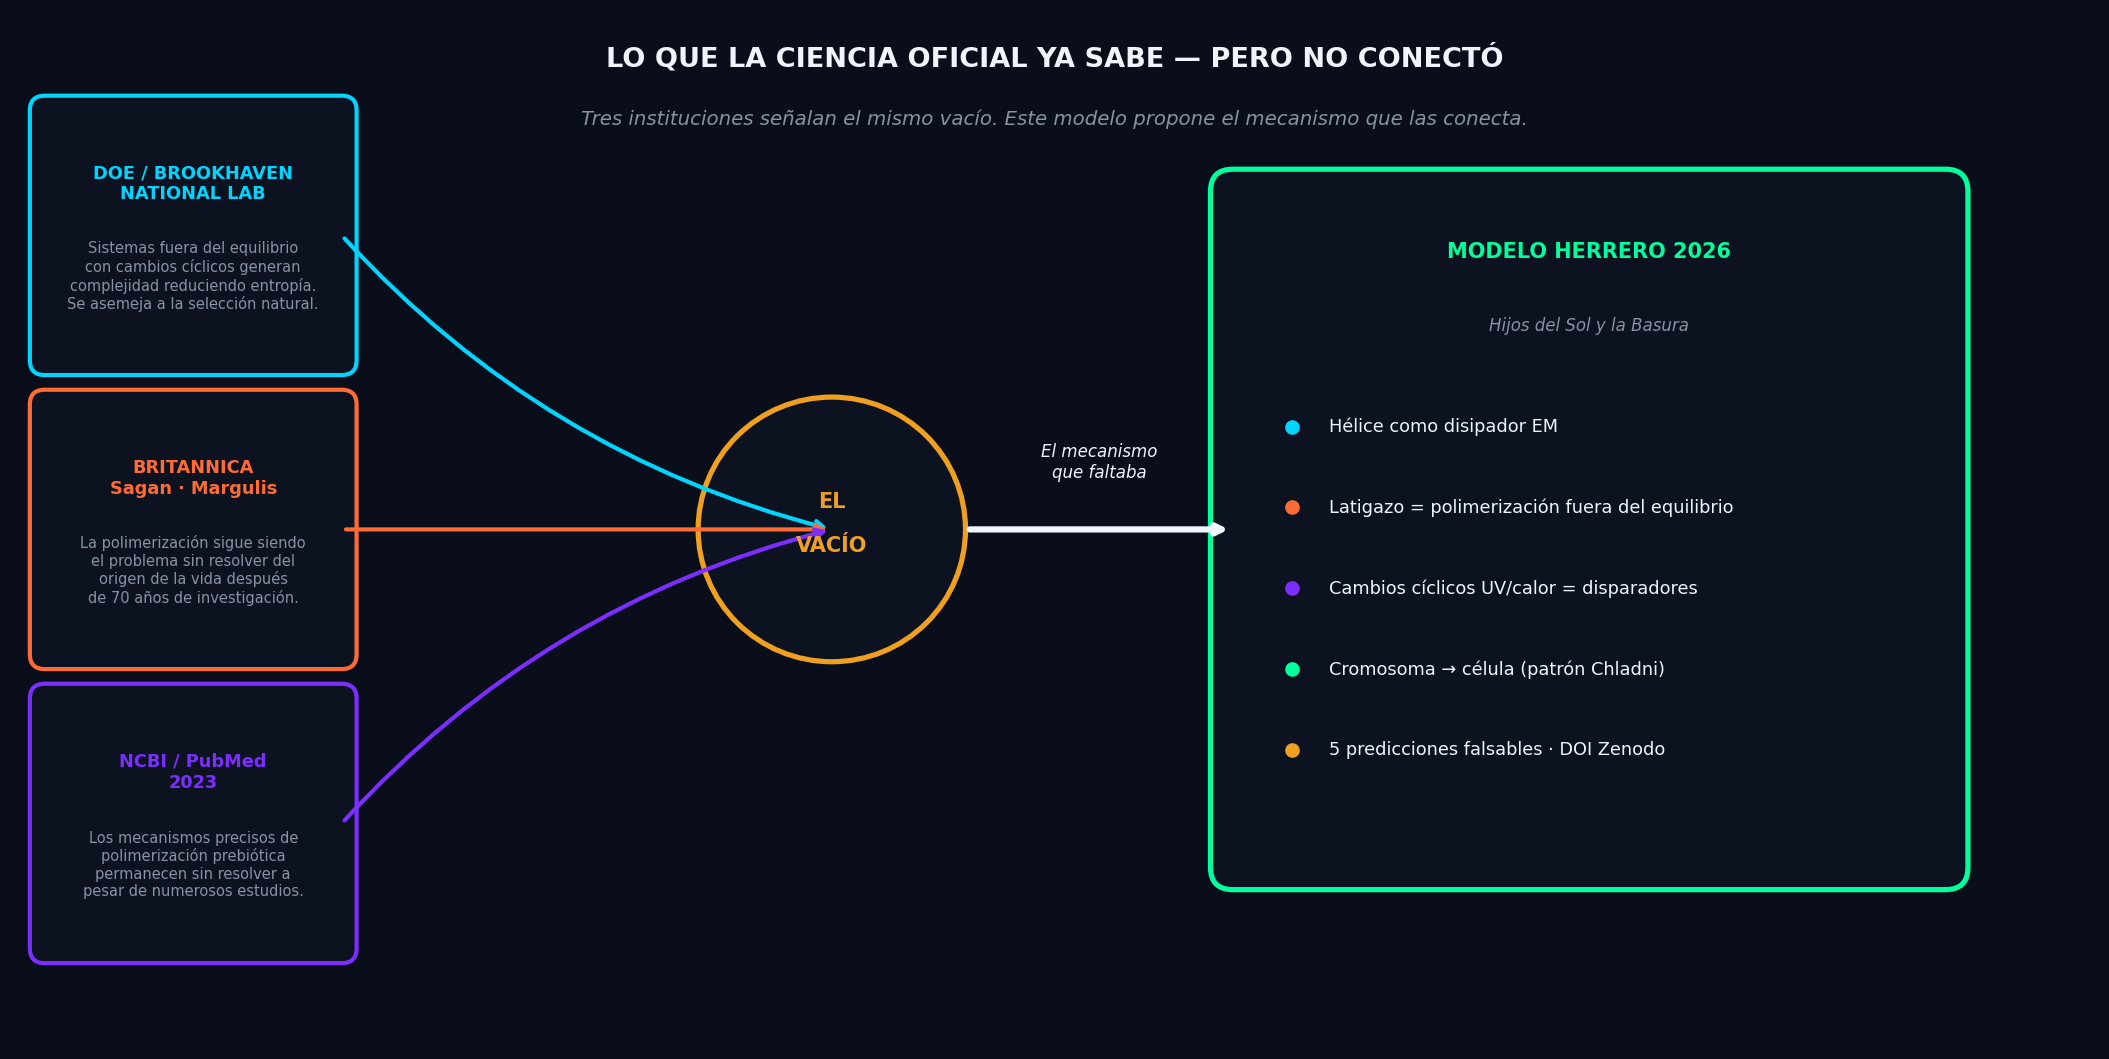 LO QUE LA CIENCIA OFICIAL YA SABE — PERO NO CONECTÓ
Tres instituciones señalan el mismo vacío. Este modelo propone el mecanismo que las conecta.
DOE / BROOKHAVEN
NATIONAL LAB
Sistemas fuera del equilibrio
con cambios cíclicos generan
complejidad reduciendo entropía.
Se asemeja a la selección natural.
BRITANNICA
Sagan · Margulis
La polimerización sigue siendo
el problema sin resolver del
origen de la vida después
de 70 años de investigación.
NCBI / PubMed
2023
Los mecanismos precisos de
polimerización prebiótica
permanecen sin resolver a
pesar de numerosos estudios.
EL
VACÍO
El mecanismo
que faltaba
MODELO HERRERO 2026
Hijos del Sol y la Basura
Hélice como disipador EM
Latigazo = polimerización fuera del equilibrio
Cambios cíclicos UV/calor = disparadores
Cromosoma → célula (patrón Chladni)
5 predicciones falsables · DOI Zenodo